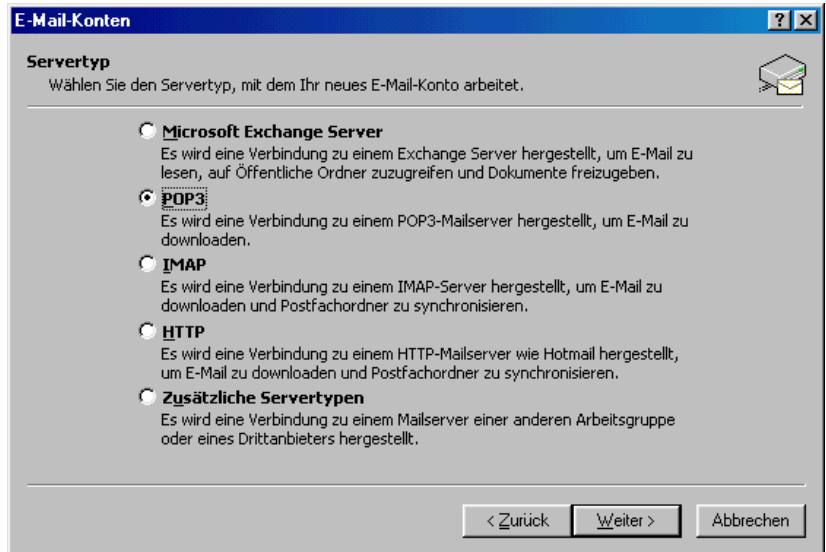 E-Mail-Konten
Servertyp
Wählen Sie den Servertyp, mit dem Ihr neues E-Mail-Konto arbeitet.
Microsoft Exchange Server
Es wird eine Verbindung zu einem Exchange Server hergestellt, um E-Mail zu
lesen, auf Öffentliche Ordner zuzugreifen und Dokumente freizugeben.
POP3
Es wird eine Verbindung zu einem POP3-Mailserver hergestellt, um E-Mail zu
downloaden.
IMAP
Es wird eine Verbindung zu einem IMAP-Server hergestellt, um E-Mail zu
downloaden und Postfachordner zu synchronisieren.
HTTP
Es wird eine Verbindung zu einem HTTP-Mailserver wie Hotmail hergestellt,
um E-Mail zu downloaden und Postfachordner zu synchronisieren.
Zusätzliche Servertypen
Es wird eine Verbindung zu einem Mailserver einer anderen Arbeitsgruppe
oder eines Drittanbieters hergestellt.
< Zurück Weiter > Abbrechen